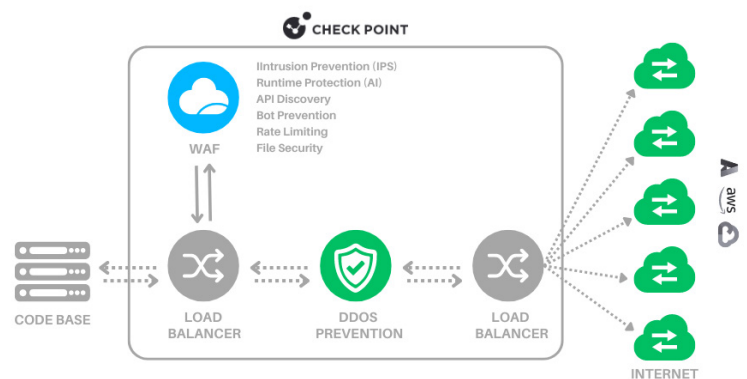 CHECK POINT
IIntrusion Prevention (IPS)
Runtime Protection (AI)
API Discovery
Bot Prevention
Rate Limiting
File Security
WAF
CODE BASE
LOAD
BALANCER
DDOS
PREVENTION
LOAD
BALANCER
aws
INTERNET